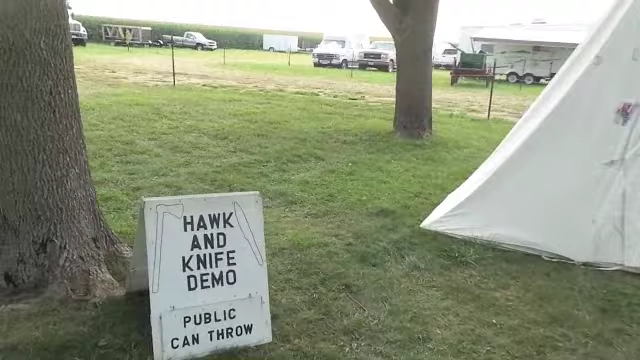 HAWK
AND
KNIFE
DEMO
PUBLIC
CAN THROW